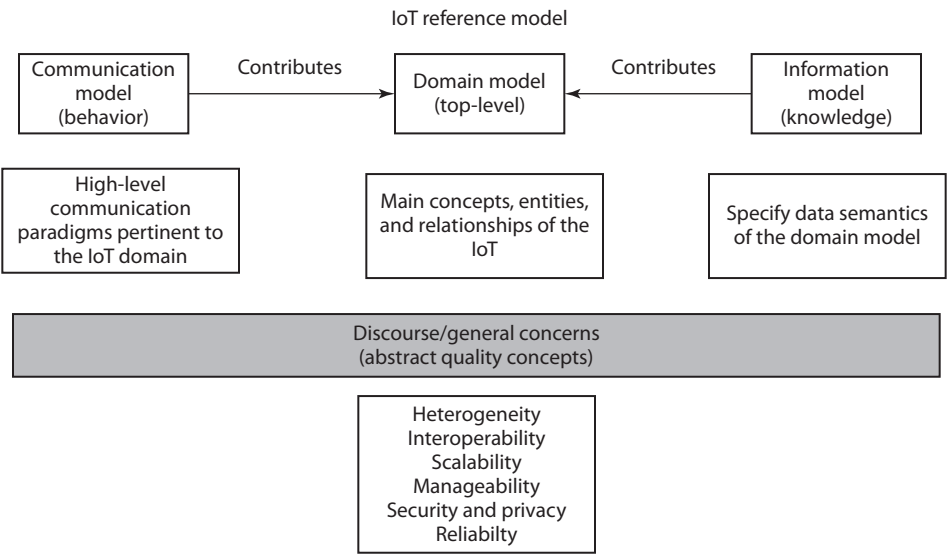 IoT reference model
Communication
model
(behavior)
Contributes
Domain model
(top-level)
Contributes
Information
model
(knowledge)
High-level
communication
paradigms pertinent to
the IoT domain
Main concepts, entities,
and relationships of the
IoT
Specify data semantics
of the domain model
Discourse/general concerns
(abstract quality concepts)
Heterogeneity
Interoperability
Scalability
Manageability
Security and privacy
Reliabilty